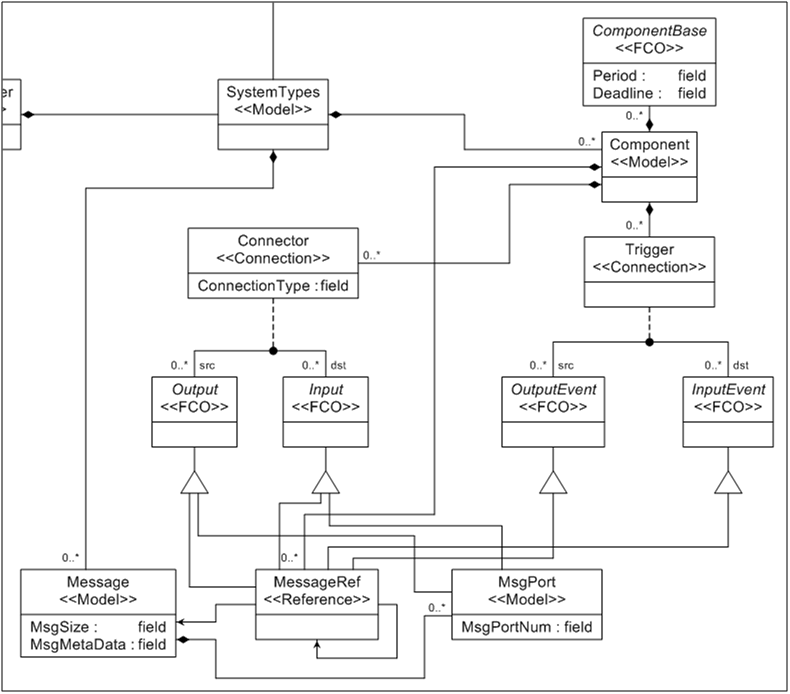 ComponentBase
<<FCO>>
Period : field
Deadline : field
0..*
er
>
SystemTypes
<<Model>>
0..*
Component
<<Model>>
0..*
Connector
<<Connection>>
ConnectionType : field
0..*
Trigger
<<Connection>>
0..* src
0..* dst
0..* src
0..* dst
Output
<<FCO>>
Input
<<FCO>>
OutputEvent
<<FCO>>
InputEvent
<<FCO>>
0..*
0..*
Message
<<Model>>
MsgSize : field
MsgMetaData : field
MessageRef
<<Reference>>
0..*
MsgPort
<<Model>>
MsgPortNum : field